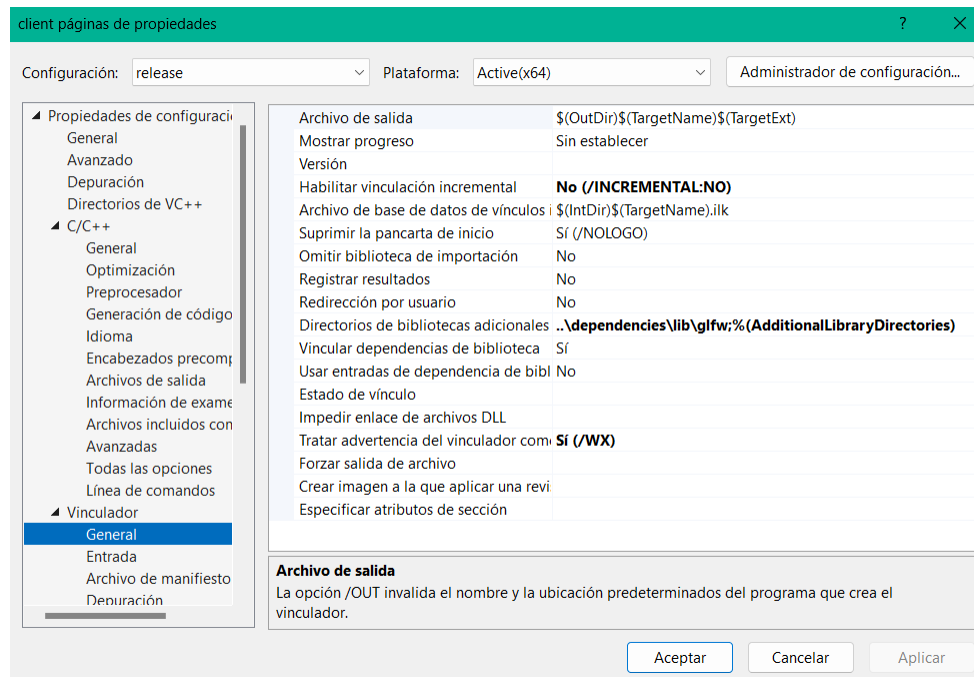 client páginas de propiedades ?
Configuración: release Plataforma: Active(x64) Administrador de configuración...
Propiedades de configuraci
General
Avanzado
Depuración
Directorios de VC++
C/C++
General
Optimización
Preprocesador
Generación de código
Idioma
Encabezados precomp
Archivos de salida
Información de exame
Archivos incluidos con
Avanzadas
Todas las opciones
Línea de comandos
Vinculador
General
Entrada
Archivo de manifiesto
Depuración
Archivo de salida $(OutDir)$(TargetName)$(TargetExt)
Mostrar progreso Sin establecer
Versión
Habilitar vinculación incremental No (/INCREMENTAL:NO)
Archivo de base de datos de vínculos i $(IntDir)$(TargetName).ilk
Suprimir la pancarta de inicio Sí (/NOLOGO)
Omitir biblioteca de importación No
Registrar resultados No
Redirección por usuario No
Directorios de bibliotecas adicionales ..\dependencies\lib\glfw;%(AdditionalLibraryDirectories)
Vincular dependencias de biblioteca Sí
Usar entradas de dependencia de bibl No
Estado de vínculo
Impedir enlace de archivos DLL
Tratar advertencia del vinculador com Sí (/WX)
Forzar salida de archivo
Crear imagen a la que aplicar una revi
Especificar atributos de sección
Archivo de salida
La opción /OUT invalida el nombre y la ubicación predeterminados del programa que crea el
vinculador.
Aceptar Cancelar Aplicar